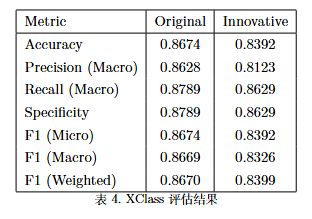 Metric Original Innovative
Accuracy 0.8674 0.8392
Precision (Macro) 0.8628 0.8123
Recall (Macro) 0.8789 0.8629
Specificity 0.8789 0.8629
F1 (Micro) 0.8674 0.8392
F1 (Macro) 0.8669 0.8326
F1 (Weighted) 0.8670 0.8399
表 4. XClass 评估结果